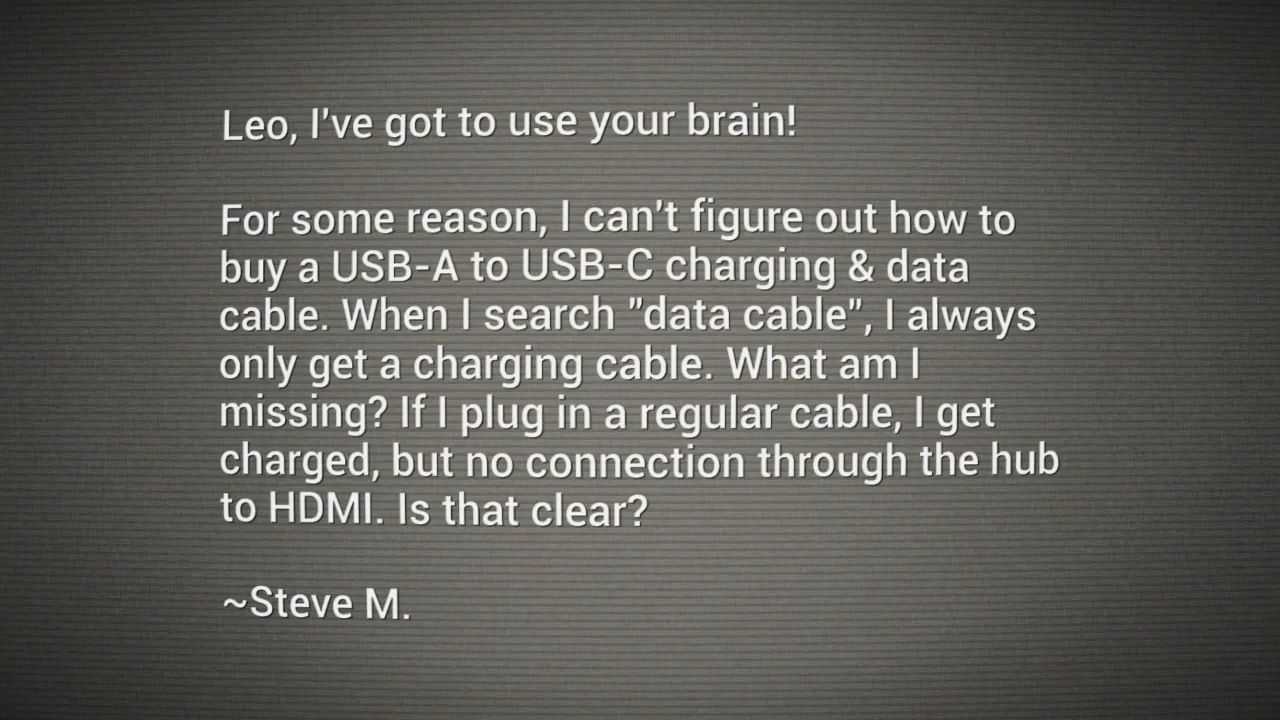 Leo, I've got to use your brain!
For some reason, I can't figure out how to
buy a USB-A to USB-C charging & data
cable. When I search "data cable", I always
only get a charging cable. What am I
missing? If I plug in a regular cable, I get
charged, but no connection through the hub
to HDMI. Is that clear?
~Steve M.